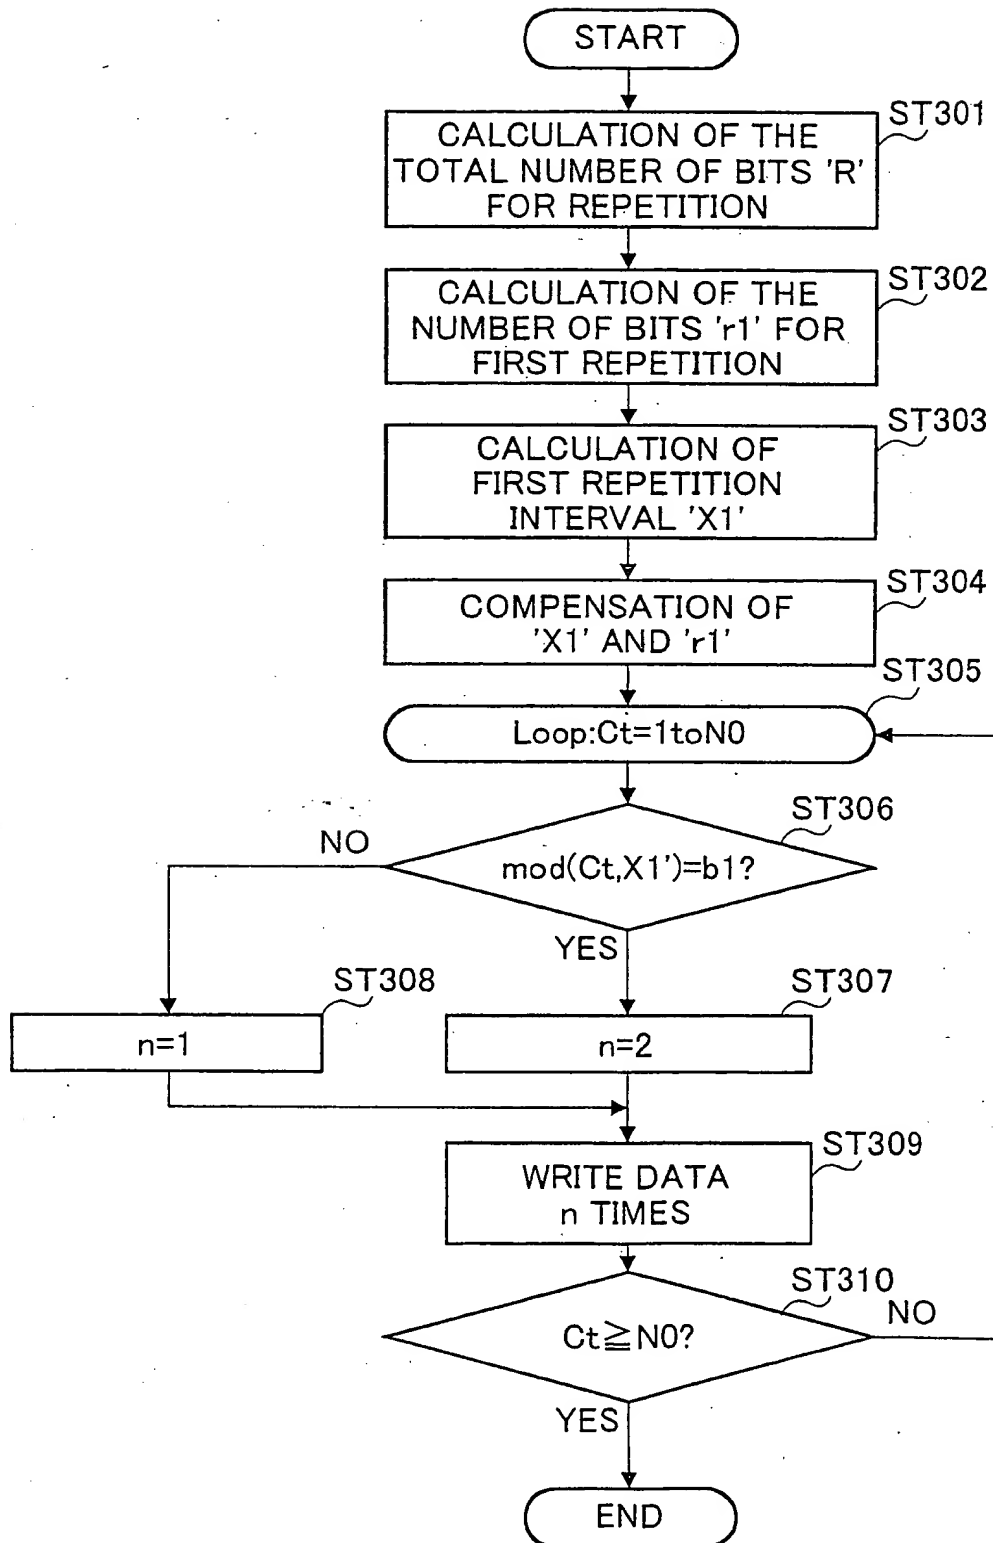 START
ST301
CALCULATION OF THE
TOTAL NUMBER OF BITS 'R'
FOR REPETITION
ST302
CALCULATION OF THE
NUMBER OF BITS 'r1' FOR
FIRST REPETITION
ST303
CALCULATION OF
FIRST REPETITION
INTERVAL 'X1'
ST304
COMPENSATION OF
'X1' AND 'r1'
ST305
Loop:Ct=1toN0
ST306
NO
mod(Ct,X1')=b1?
YES
ST308
ST307
n=1
n=2
ST309
WRITE DATA
n TIMES
ST310
NO
Ct≧N0?
YES
END